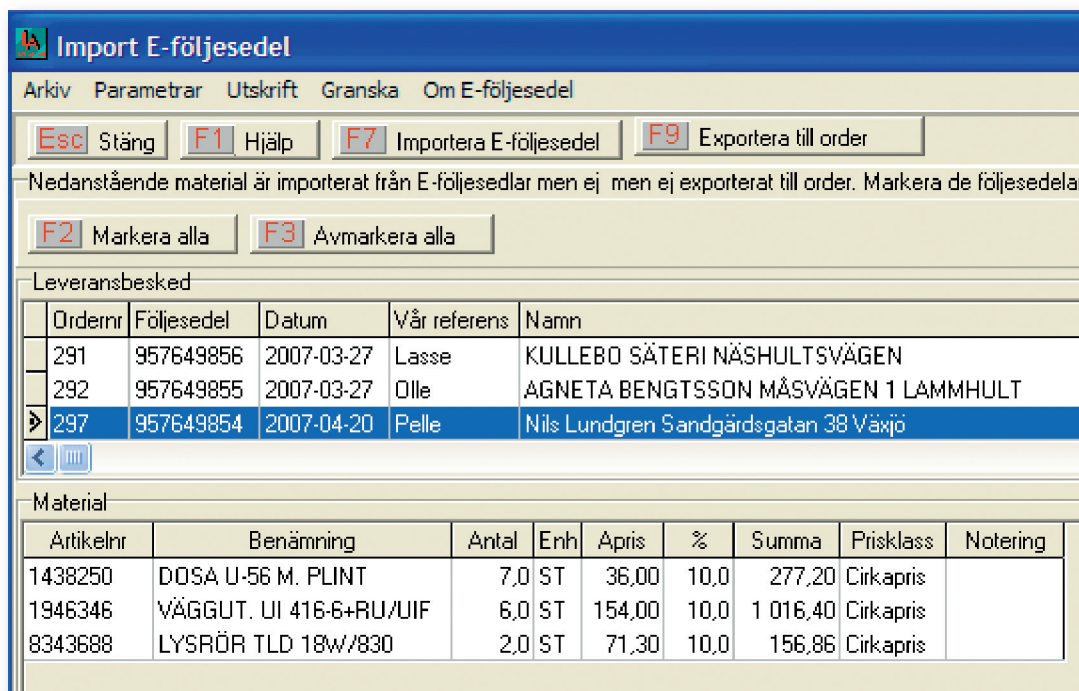 Import E-följesedel
Arkiv Parametrar Utskrift Granska Om E-följesedel
Esc Stäng F1 Hjälp F7 Importera E-följesedel F9 Exportera till order
Nedanstående material är importerat från E-följesedlar men ej men ej exporterat till order. Markera de följesedela
F2 Markera alla F3 Avmarkera alla
Leveransbesked
Ordernr Följesedel Datum Vår referens Namn
291 957649856 2007-03-27 Lasse KULLEBO SÄTERI NÄSHULTSVÄGEN
292 957649855 2007-03-27 Olle AGNETA BENGTSSON MÅSVÄGEN 1 LAMMHULT
297 957649854 2007-04-20 Pelle Nils Lundgren Sandgärdsgatan 38 Växjö
Material
Artikelnr Benämning Antal Enh Apris % Summa Prisklass Notering
1438250 DOSA U-56 M. PLINT 7,0 ST 36,00 10,0 277,20 Cirkapris
1946346 VÄGGUT. UI 416-6+RU/UIF 6,0 ST 154,00 10,0 1 016,40 Cirkapris
8343688 LYSRÖR TLD 18W/830 2,0 ST 71,30 10,0 156,86 Cirkapris